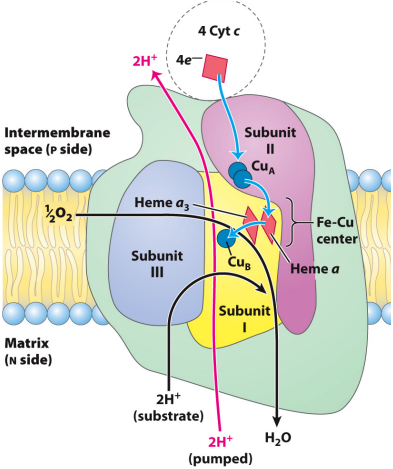 4 Cyt c
4e–
2H+
Intermembrane
space (P side)
Subunit
II
CuA
½O2
Heme a3
Fe-Cu
center
Subunit
III
CuB
Heme a
Subunit
I
Matrix
(N side)
2H+
(substrate)
2H+
(pumped)
H2O